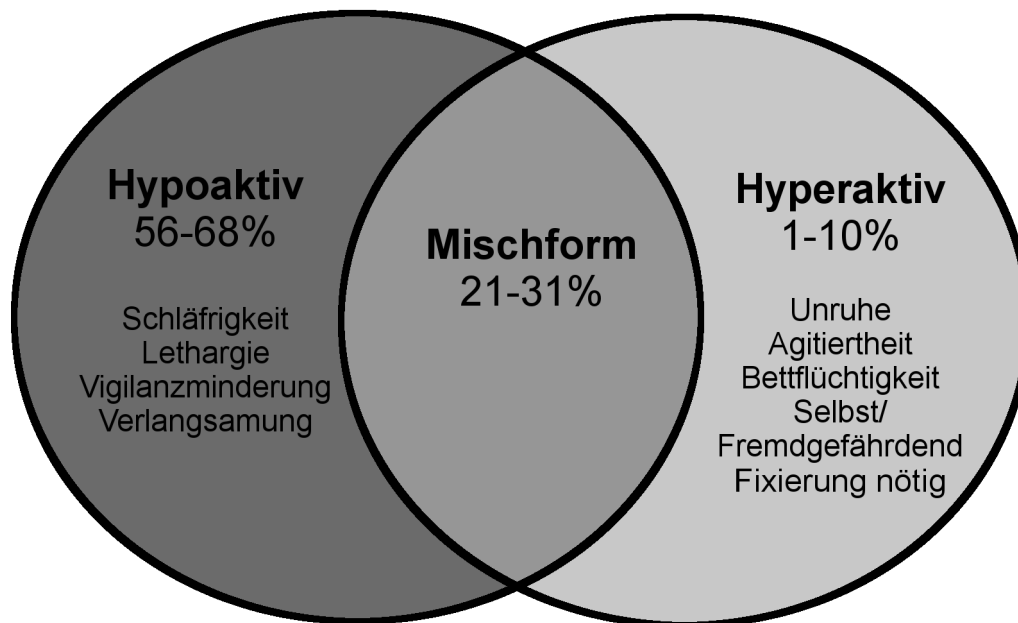 Hypoaktiv
56-68%
Schläfrigkeit
Lethargie
Vigilanzminderung
Verlangsamung
Mischform
21-31%
Hyperaktiv
1-10%
Unruhe
Agitiertheit
Bettflüchtigkeit
Selbst/
Fremdgefährdend
Fixierung nötig